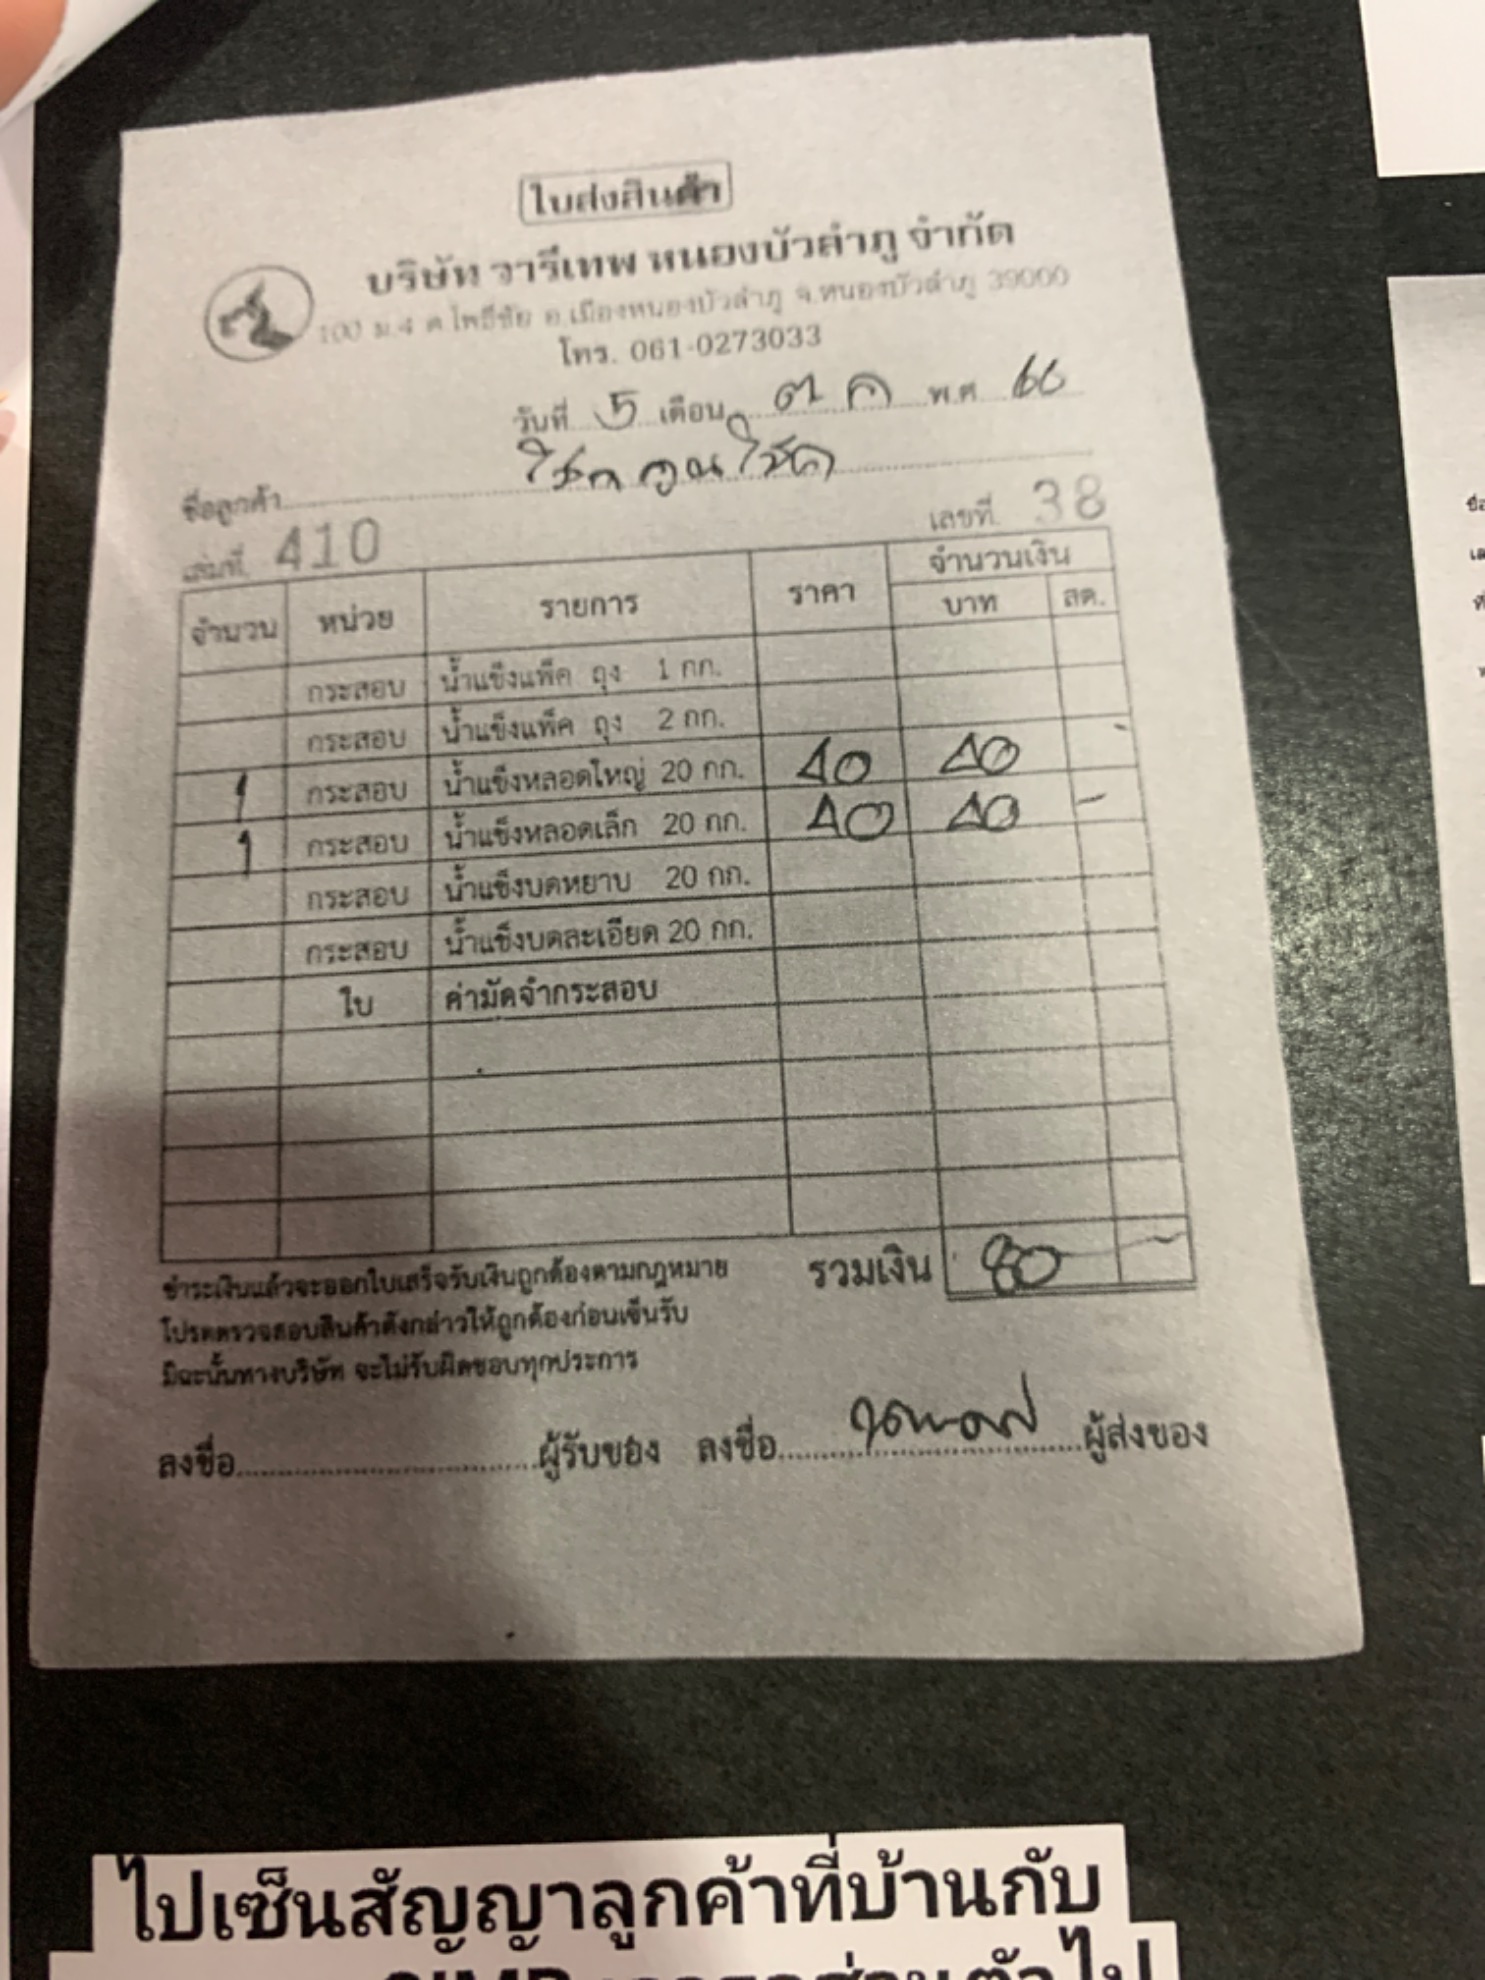 ใบส่งสินค้า
บริษัท วารีเทพ หนองบัวลำภู จำกัด
100 ม.4 ต.โพธิ์ชัย อ.เมืองหนองบัวลำภู จ.หนองบัวลำภู 39000
โทร. 061-0273033
วันที่ 5 เดือน ต ค พ.ศ 66
ชื่อลูกค้า โชคคูณโชค
เล่มที่ 410 เลขที่ 38
จำนวน หน่วย รายการ ราคา จำนวนเงิน
บาท สต.
กระสอบ น้ำแข็งแพ็ค ถุง 1 กก.
กระสอบ น้ำแข็งแพ็ค ถุง 2 กก.
1 กระสอบ น้ำแข็งหลอดใหญ่ 20 กก. 40 40 -
1 กระสอบ น้ำแข็งหลอดเล็ก 20 กก. 40 40 -
กระสอบ น้ำแข็งบดหยาบ 20 กก.
กระสอบ น้ำแข็งบดละเอียด 20 กก.
ใบ ค่ามัดจำกระสอบ
รวมเงิน 80 -
ชำระเงินแล้วจะออกใบเสร็จรับเงินถูกต้องตามกฎหมาย
โปรดตรวจสอบสินค้าดังกล่าวให้ถูกต้องก่อนเซ็นรับ
มิฉะนั้นทางบริษัท จะไม่รับผิดชอบทุกประการ
ลงชื่อ ผู้รับของ ลงชื่อ ผู้ส่งของ
ไปเซ็นสัญญาลูกค้าที่บ้านกับ